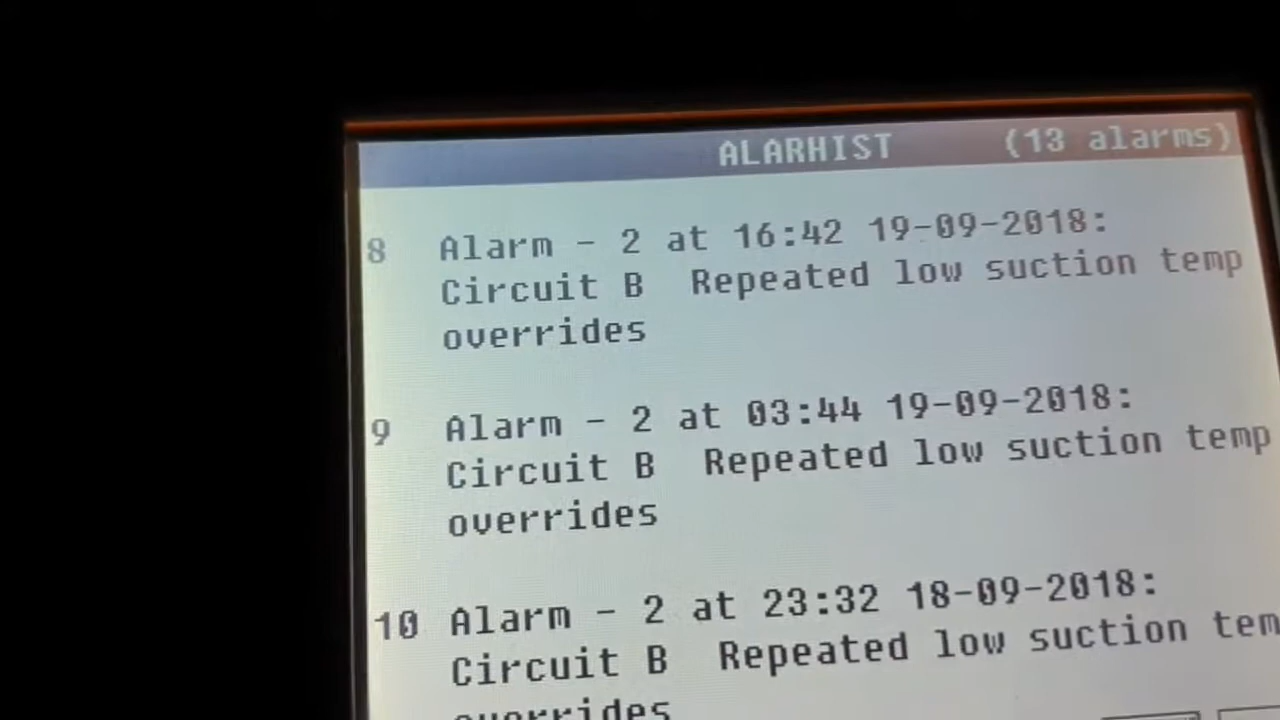 ALARHIST (13 alarms)
8 Alarm - 2 at 16:42 19-09-2018:
Circuit B Repeated low suction temp
overrides
9 Alarm - 2 at 03:44 19-09-2018:
Circuit B Repeated low suction temp
overrides
10 Alarm - 2 at 23:32 18-09-2018:
Circuit B Repeated low suction tem
overrides